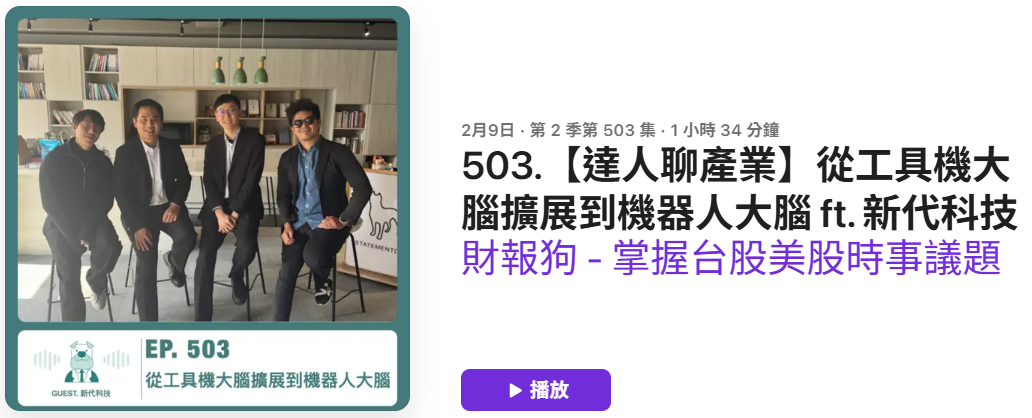 STATEMENTD
EP. 503
從工具機大腦擴展到機器人大腦
GUEST. 新代科技
2月9日 · 第 2 季第 503 集 · 1 小時 34 分鐘
503.【達人聊產業】從工具機大
腦擴展到機器人大腦 ft. 新代科技
財報狗 - 掌握台股美股時事議題
播放